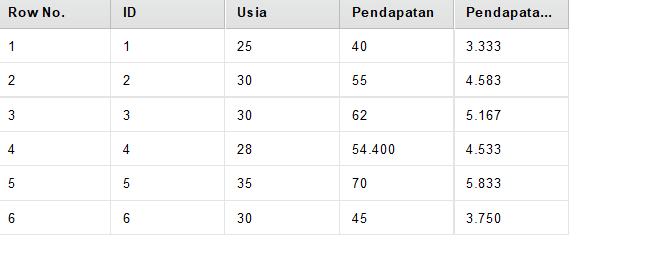 Row No. ID Usia Pendapatan Pendapata...
1 1 25 40 3.333
2 2 30 55 4.583
3 3 30 62 5.167
4 4 28 54.400 4.533
5 5 35 70 5.833
6 6 30 45 3.750